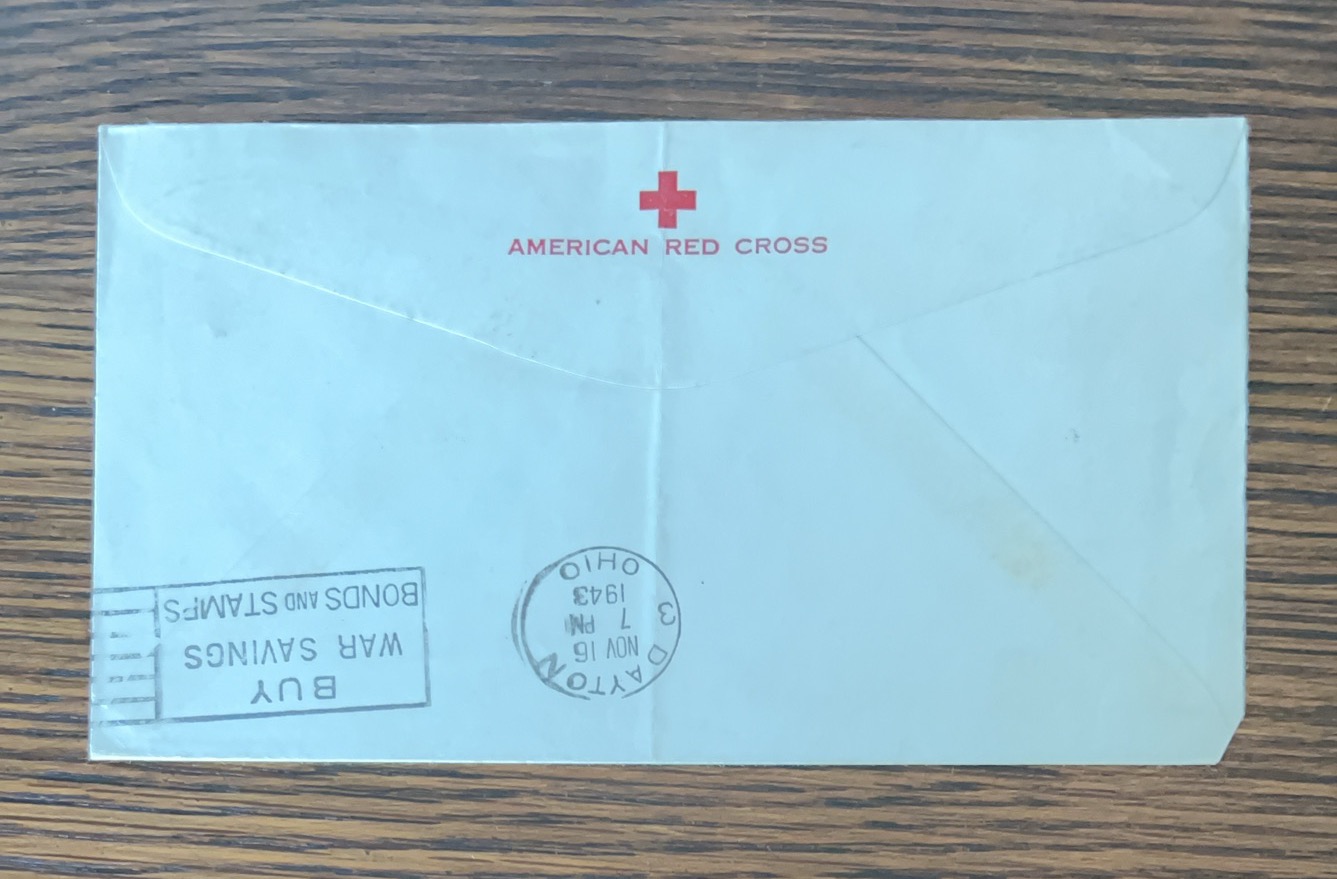 AMERICAN RED CROSS
BUY
WAR SAVINGS
BONDS AND STAMPS
DAYTON
3
NOV 16
7 PM
1943
OHIO